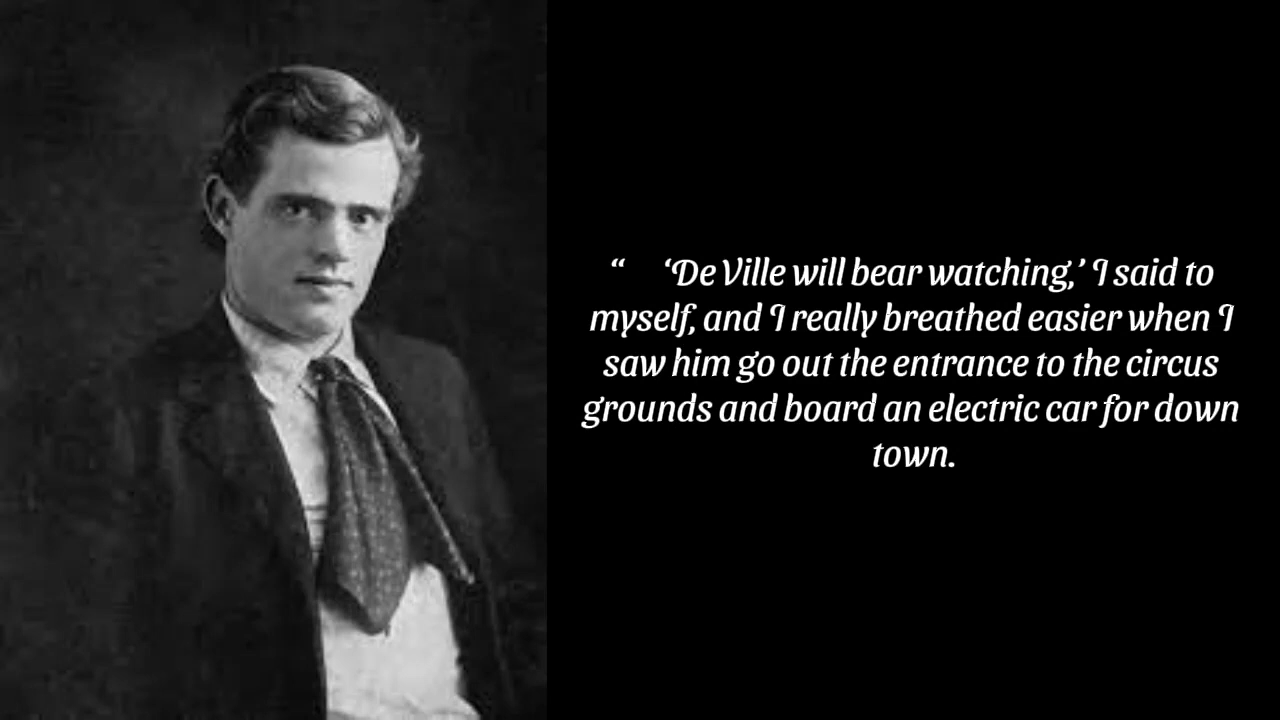 “ ‘De Ville will bear watching,’ I said to
myself, and I really breathed easier when I
saw him go out the entrance to the circus
grounds and board an electric car for down
town.